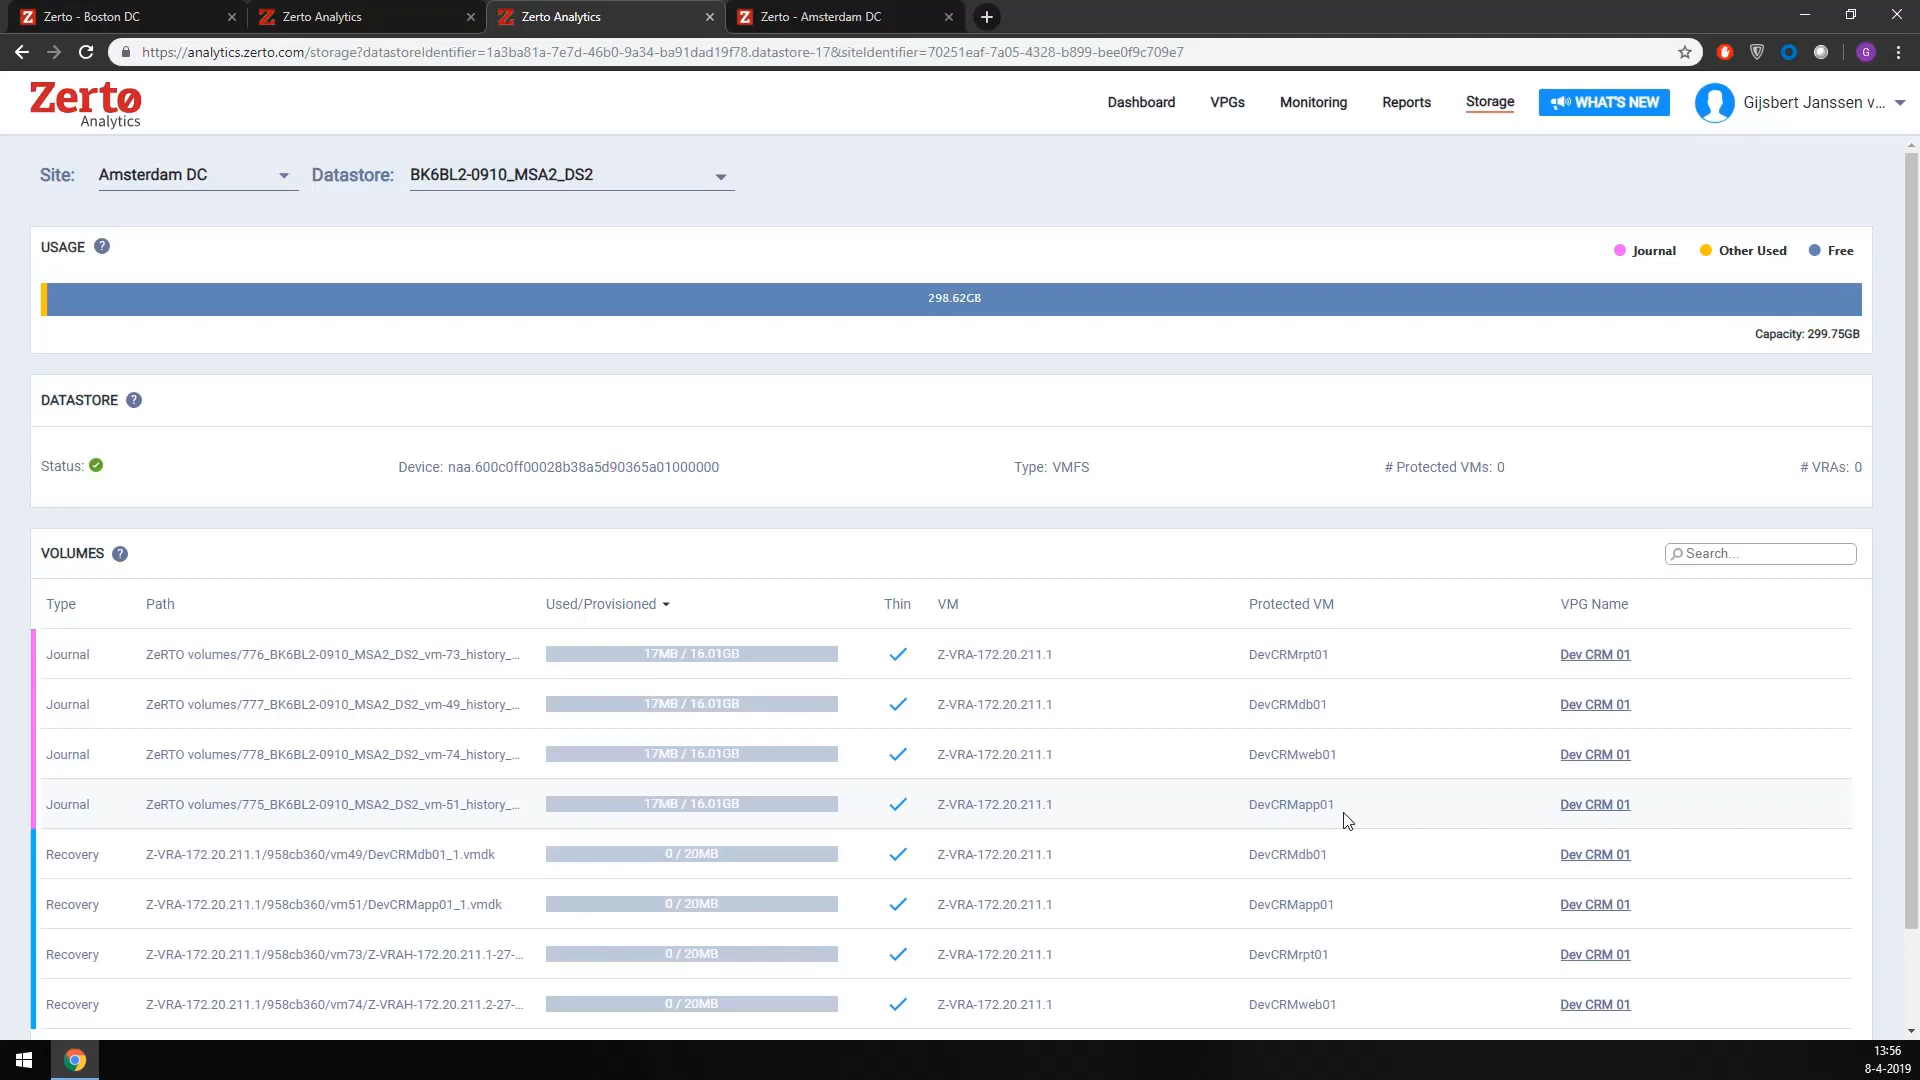 Zerto - Boston DC
Zerto Analytics
Zerto Analytics
Zerto - Amsterdam DC
https://analytics.zerto.com/storage?datastoreIdentifier=1a3ba81a-7e7d-46b0-9a34-ba91dad19f78.datastore-17&siteIdentifier=70251eaf-7a05-4328-b899-bee0f9c709e7
G
Zerto
Analytics
Dashboard VPGs Monitoring Reports Storage WHAT'S NEW Gijsbert Janssen v...
Site: Amsterdam DC Datastore: BK6BL2-0910_MSA2_DS2
USAGE ?
Journal Other Used Free
298.62GB
Capacity: 299.75GB
DATASTORE ?
Status: Device: naa.600c0ff00028b38a5d90365a01000000 Type: VMFS # Protected VMs: 0 # VRAs: 0
VOLUMES ? Search...
Type Path Used/Provisioned Thin VM Protected VM VPG Name
Journal ZeRTO volumes/776_BK6BL2-0910_MSA2_DS2_vm-73_history_... 17MB / 16.01GB Z-VRA-172.20.211.1 DevCRMrpt01 Dev CRM 01
Journal ZeRTO volumes/777_BK6BL2-0910_MSA2_DS2_vm-49_history_... 17MB / 16.01GB Z-VRA-172.20.211.1 DevCRMdb01 Dev CRM 01
Journal ZeRTO volumes/778_BK6BL2-0910_MSA2_DS2_vm-74_history_... 17MB / 16.01GB Z-VRA-172.20.211.1 DevCRMweb01 Dev CRM 01
Journal ZeRTO volumes/775_BK6BL2-0910_MSA2_DS2_vm-51_history_... 17MB / 16.01GB Z-VRA-172.20.211.1 DevCRMapp01 Dev CRM 01
Recovery Z-VRA-172.20.211.1/958cb360/vm49/DevCRMdb01_1.vmdk 0 / 20MB Z-VRA-172.20.211.1 DevCRMdb01 Dev CRM 01
Recovery Z-VRA-172.20.211.1/958cb360/vm51/DevCRMapp01_1.vmdk 0 / 20MB Z-VRA-172.20.211.1 DevCRMapp01 Dev CRM 01
Recovery Z-VRA-172.20.211.1/958cb360/vm73/Z-VRAH-172.20.211.1-27-... 0 / 20MB Z-VRA-172.20.211.1 DevCRMrpt01 Dev CRM 01
Recovery Z-VRA-172.20.211.1/958cb360/vm74/Z-VRAH-172.20.211.2-27-... 0 / 20MB Z-VRA-172.20.211.1 DevCRMweb01 Dev CRM 01
13:56
8-4-2019